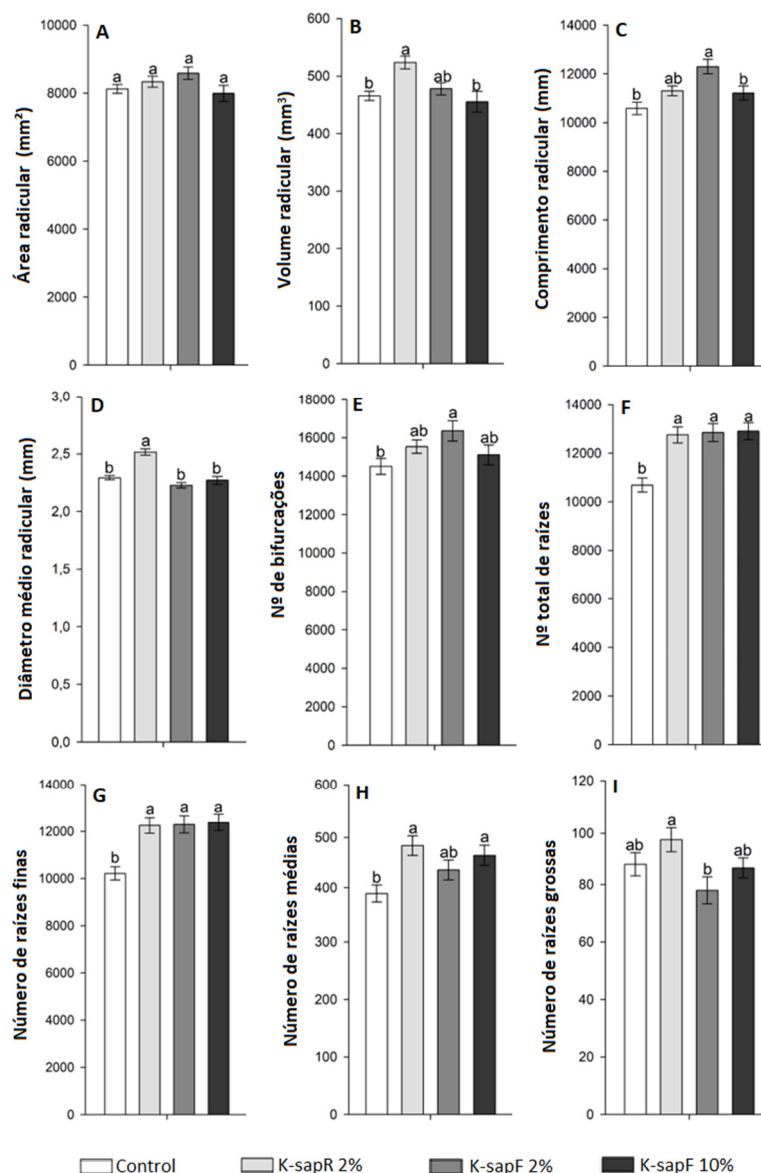 A
Área radicular (mm²)
10000
8000
6000
4000
2000
0
a
a
a
a
B
Volume radicular (mm³)
600
500
400
300
200
100
0
b
a
ab
b
C
Comprimento radicular (mm)
14000
12000
10000
8000
6000
4000
2000
0
b
ab
a
b
D
Diâmetro médio radicular (mm)
3,0
2,5
2,0
1,5
1,0
0,5
0,0
b
a
b
b
E
Nº de bifurcações
18000
16000
14000
12000
10000
8000
6000
4000
2000
0
b
ab
a
ab
F
Nº total de raízes
14000
12000
10000
8000
6000
4000
2000
0
b
a
a
a
G
Número de raízes finas
14000
12000
10000
8000
6000
4000
2000
0
b
a
a
a
H
Número de raízes médias
600
500
400
300
200
100
0
b
a
ab
a
I
Número de raízes grossas
120
100
80
60
40
20
0
ab
a
b
ab
Control
K-sapR 2%
K-sapF 2%
K-sapF 10%